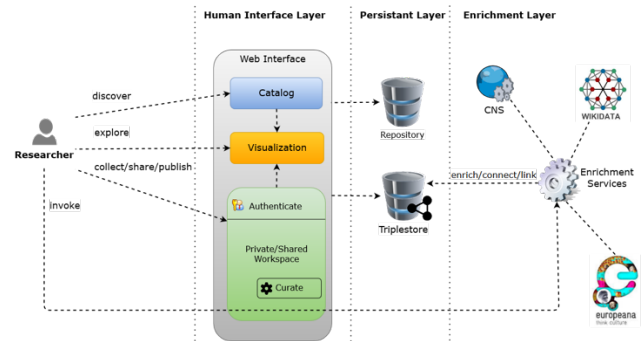 Human Interface Layer
Persistant Layer
Enrichment Layer
Web Interface
Catalog
discover
explore
Visualization
Researcher
collect/share/publish
invoke
Authenticate
Private/Shared
Workspace
Curate
Repository
Triplestore
CNS
WIKIDATA
enrich/connect/link
Enrichment
Services
europeana
think culture